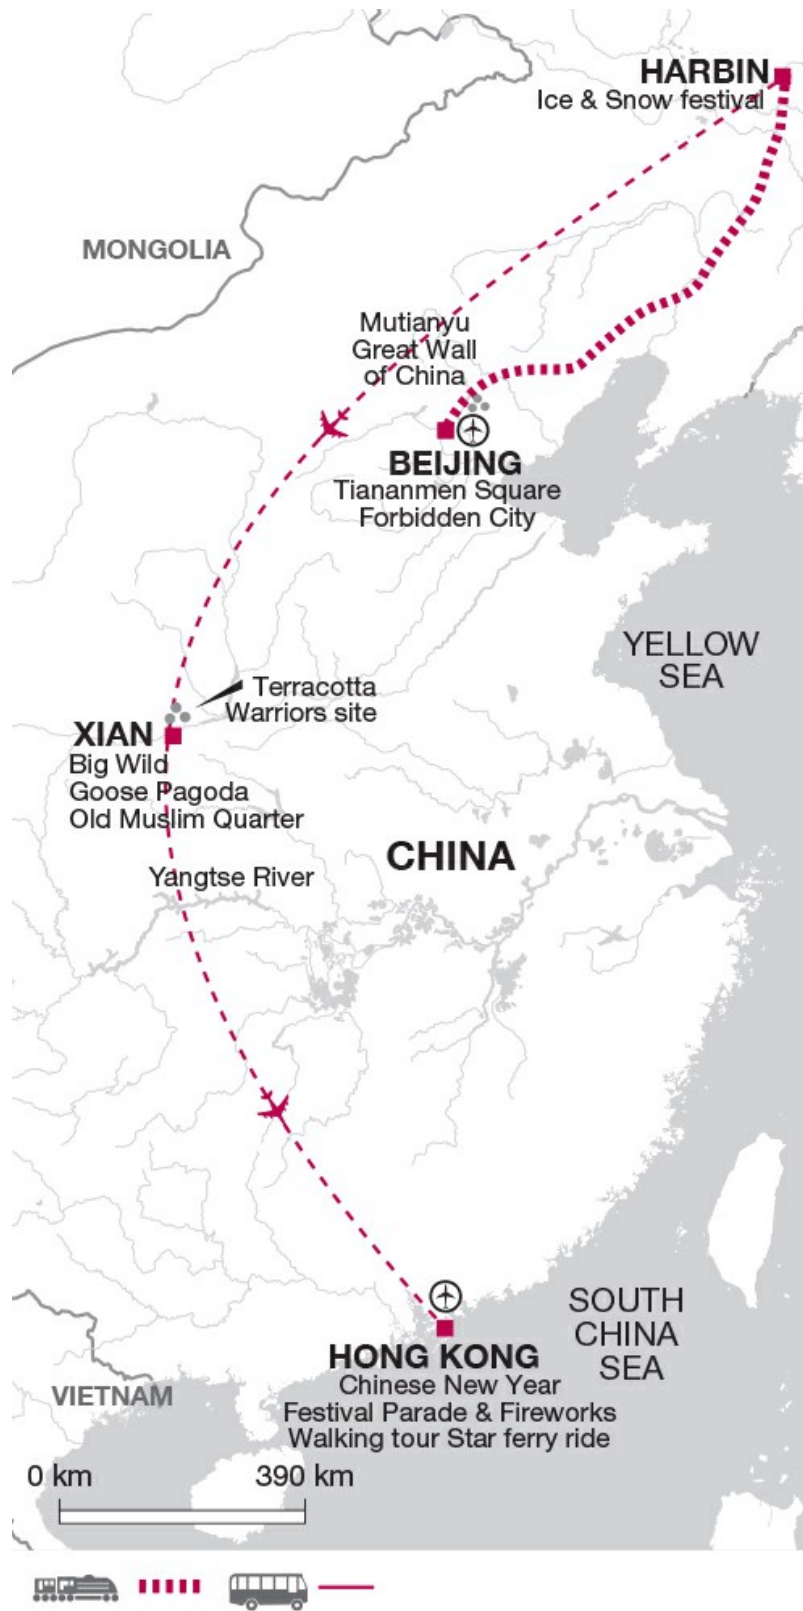 HARBIN
Ice & Snow festival
MONGOLIA
Mutianyu
Great Wall
of China
BEIJING
Tiananmen Square
Forbidden City
YELLOW
SEA
Terracotta
Warriors site
XIAN
Big Wild
Goose Pagoda
Old Muslim Quarter
CHINA
Yangtse River
SOUTH
CHINA
SEA
HONG KONG
Chinese New Year
Festival Parade & Fireworks
Walking tour Star ferry ride
VIETNAM
0 km 390 km